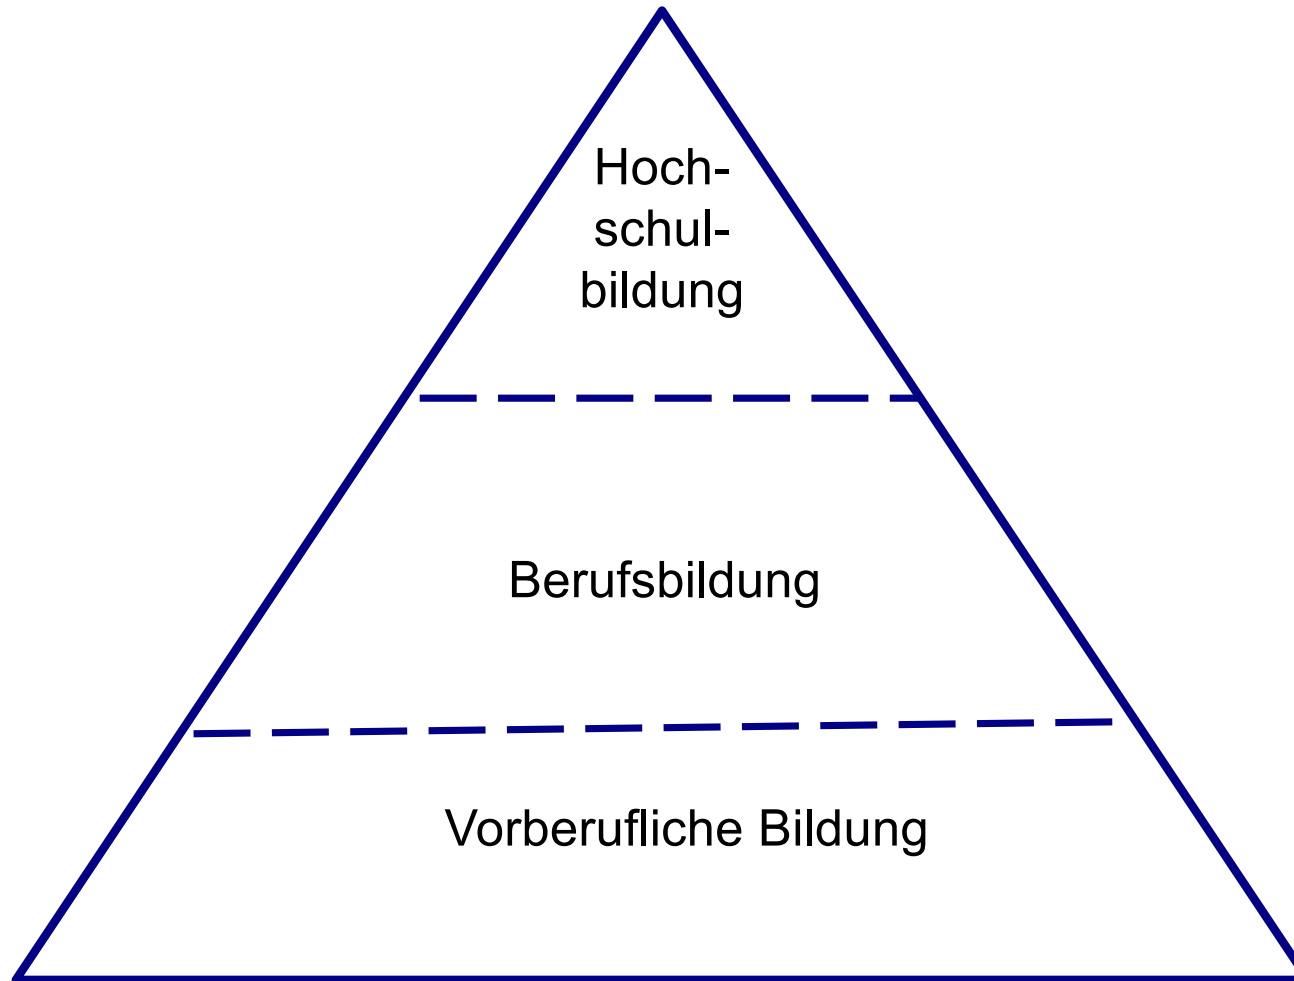 Hoch-
schul-
bildung
Berufsbildung
Vorberufliche Bildung